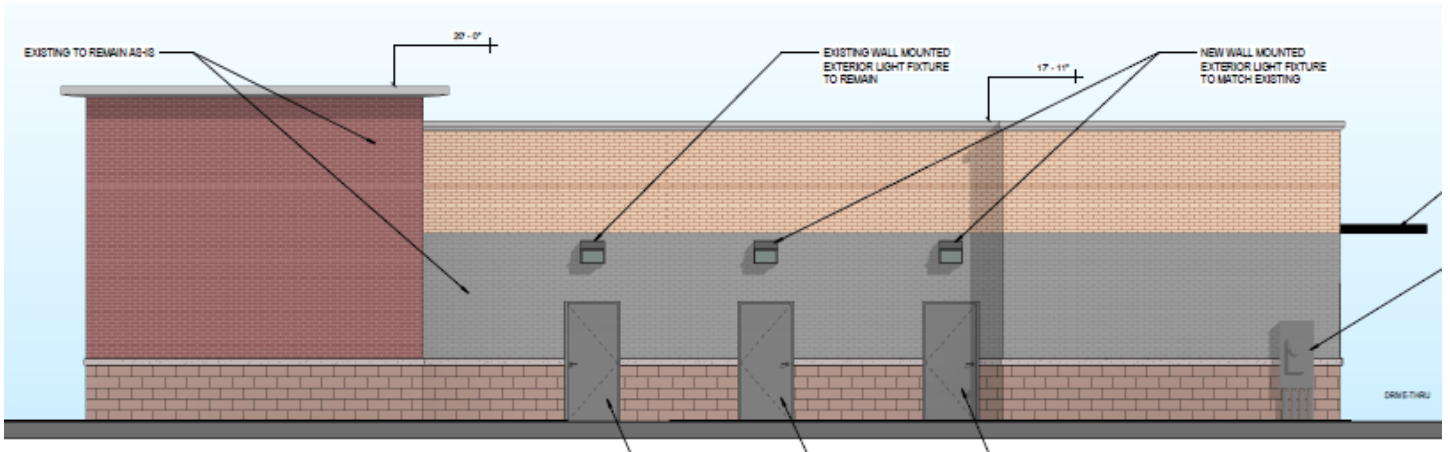 20' - 0"
EXISTING TO REMAIN AS-IS
EXISTING WALL MOUNTED
EXTERIOR LIGHT FIXTURE
TO REMAIN
NEW WALL MOUNTED
EXTERIOR LIGHT FIXTURE
TO MATCH EXISTING
17' - 11"
DRIVE-THRU